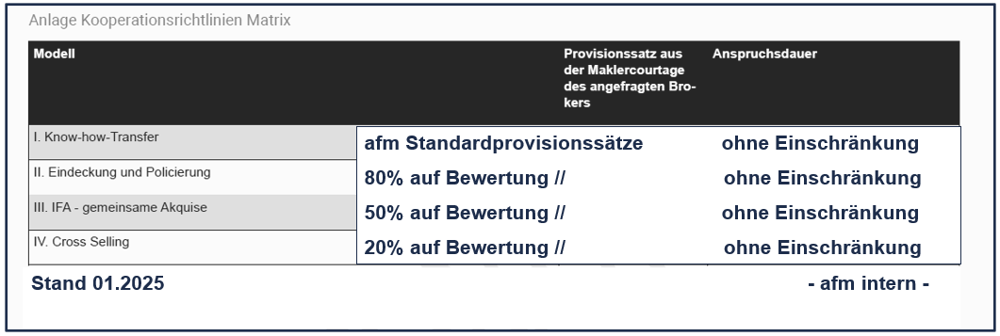 Anlage Kooperationsrichtlinien Matrix
Modell
Provisionssatz aus
der Maklercourtage
des angefragten Bro-
kers
Anspruchsdauer
I. Know-how-Transfer
afm Standardprovisionssätze
ohne Einschränkung
II. Eindeckung und Policierung
80% auf Bewertung //
ohne Einschränkung
III. IFA - gemeinsame Akquise
50% auf Bewertung //
ohne Einschränkung
IV. Cross Selling
20% auf Bewertung //
ohne Einschränkung
Stand 01.2025
- afm intern -